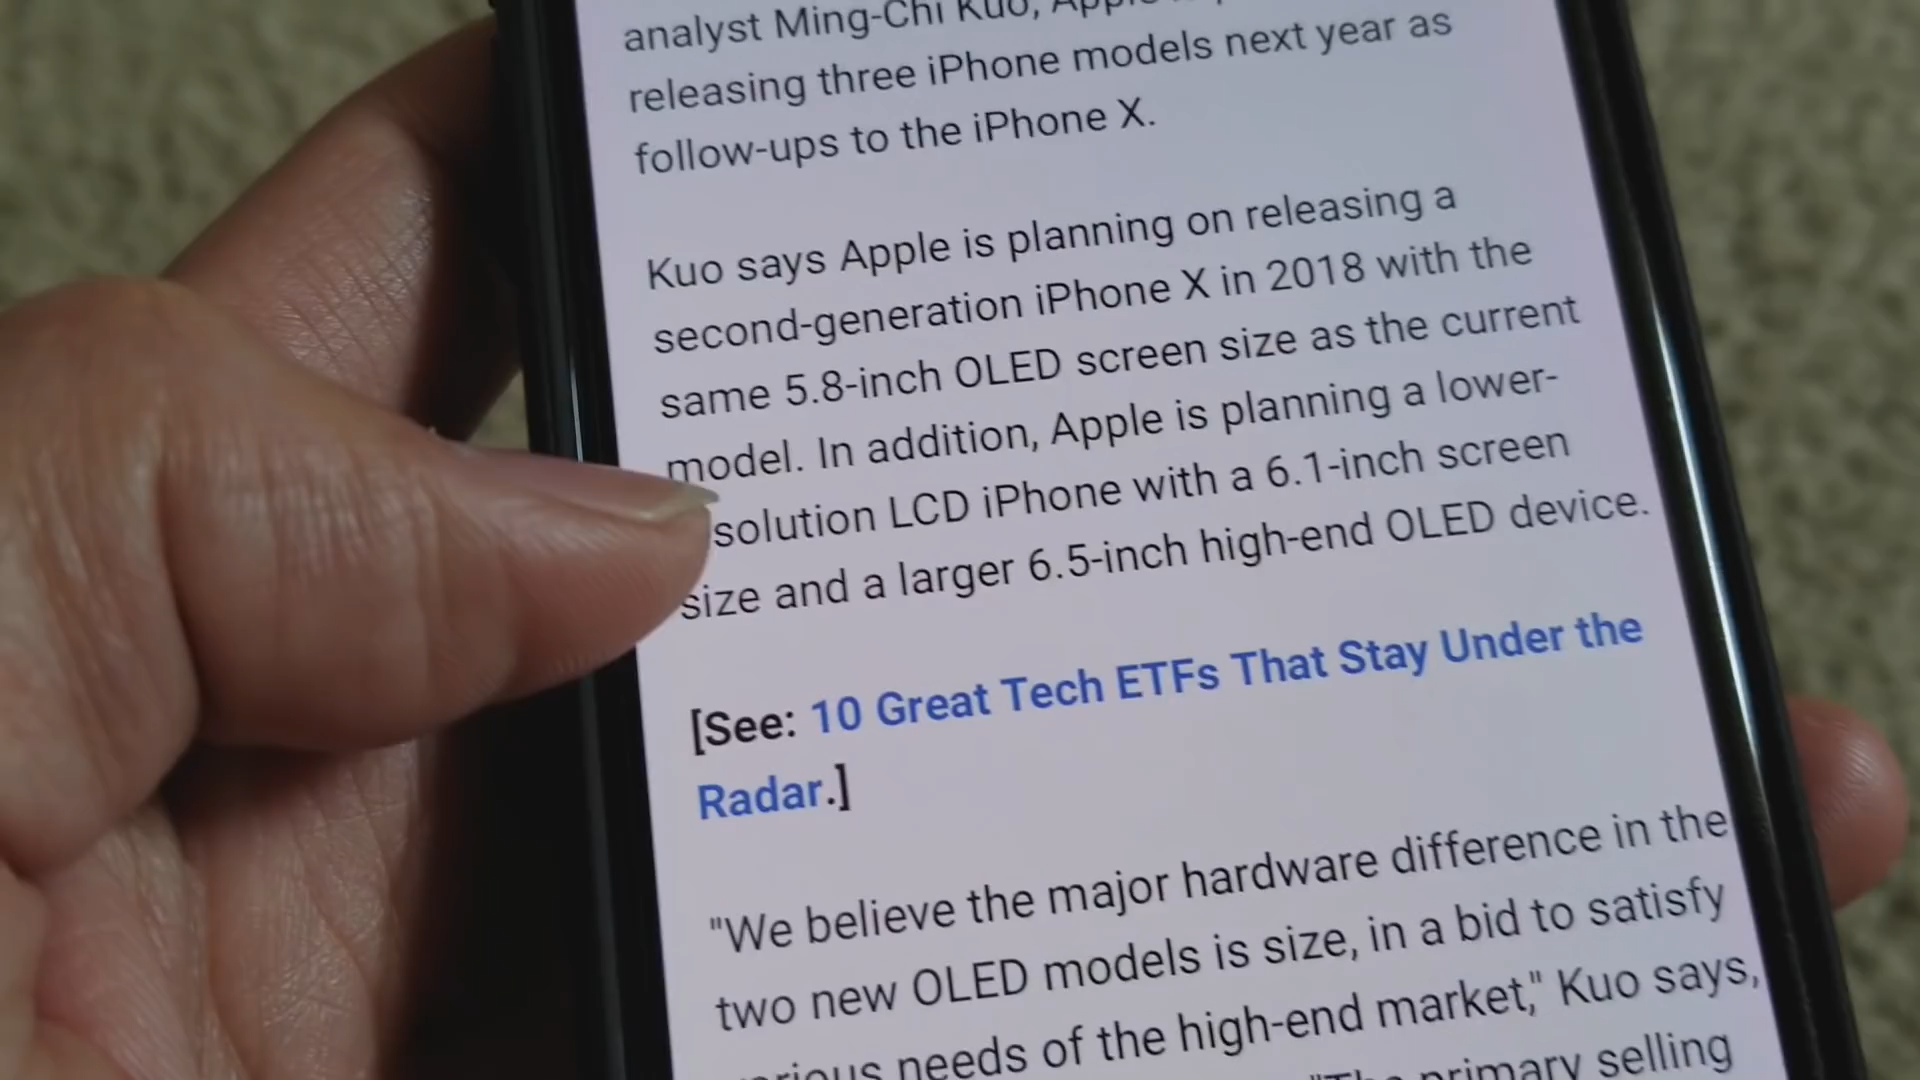 analyst Ming-Chi Kuo, Apple
releasing three iPhone models next year as
follow-ups to the iPhone X.
Kuo says Apple is planning on releasing a
second-generation iPhone X in 2018 with the
same 5.8-inch OLED screen size as the current
model. In addition, Apple is planning a lower-
solution LCD iPhone with a 6.1-inch screen
size and a larger 6.5-inch high-end OLED device.
[See: 10 Great Tech ETFs That Stay Under the
Radar.]
"We believe the major hardware difference in the
two new OLED models is size, in a bid to satisfy
various needs of the high-end market," Kuo says,
"The primary selling